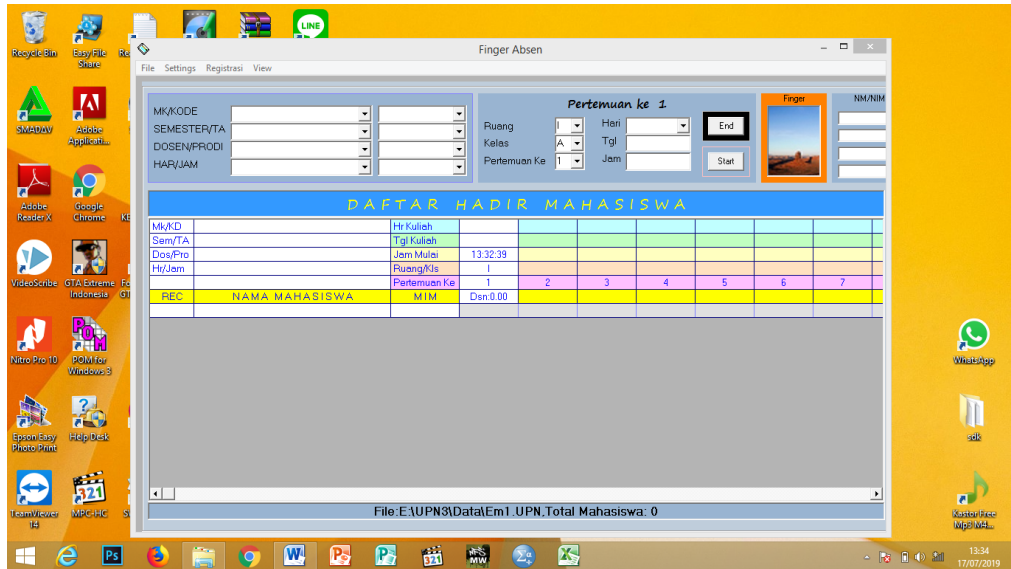 LINE
Recycle Bin
EasyFile Share
SMADAV
Adobe Applicati...
Adobe Reader X
Google Chrome
VideoScribe
GTA Extreme Indonesia
Nitro Pro 10
POM for Windows 3
Epson Easy Photo Print
Help Desk
TeamViewer 14
MPC-HC
Finger Absen
File Settings Registrasi View
MK/KODE
SEMESTER/TA
DOSEN/PRODI
HAR/JAM
Pertemuan ke 1
Ruang I Hari
Kelas A Tgl
Pertemuan Ke 1 Jam
End
Start
Finger
NM/NIM
DAFTAR HADIR MAHASISWA
Mk/KD Hr Kuliah
Sem/TA Tgl Kuliah
Dos/Pro Jam Mulai 13:32:39
Hr/Jam Ruang/Kls I
Pertemuan Ke 1 2 3 4 5 6 7
REC NAMA MAHASISWA MIM Dsn:0.00
File:E:\UPN3\Data\Em1.UPN,Total Mahasiswa: 0
WhatsApp
sdk
13:34
17/07/2019